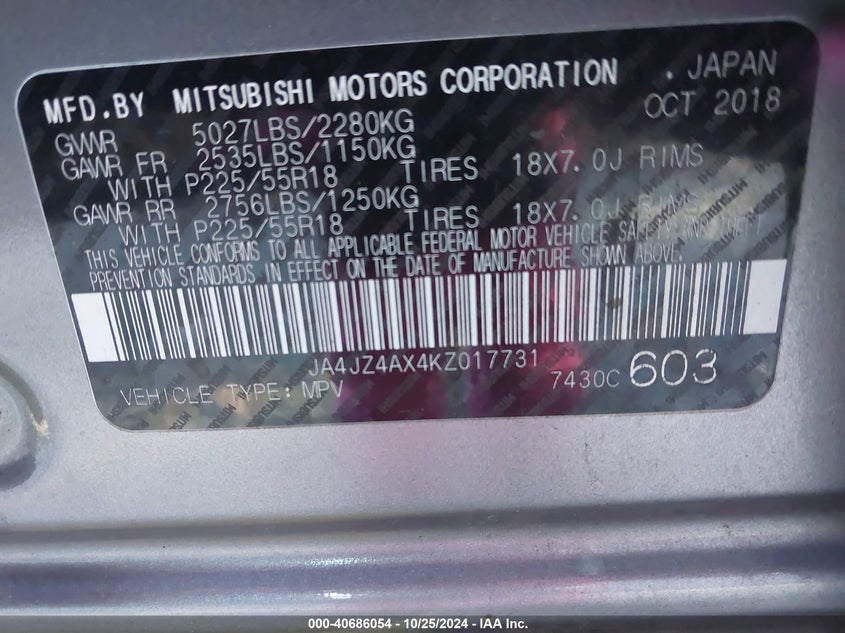 MFD.BY MITSUBISHI MOTORS CORPORATION . JAPAN
OCT 2018
GVWR 5027LBS/2280KG
GAWR FR 2535LBS/1150KG
WITH P225/55R18 TIRES 18X7.0J RIMS
GAWR RR 2756LBS/1250KG
WITH P225/55R18 TIRES 18X7.0J RIMS
THIS VEHICLE CONFORMS TO ALL APPLICABLE FEDERAL MOTOR VEHICLE SAFETY AND THEFT
PREVENTION STANDARDS IN EFFECT ON THE DATE OF MANUFACTURE SHOWN ABOVE.
JA4JZ4AX4KZ017731
VEHICLE TYPE: MPV 7430C 603
000-40686054 - 10/25/2024 - IAA Inc.